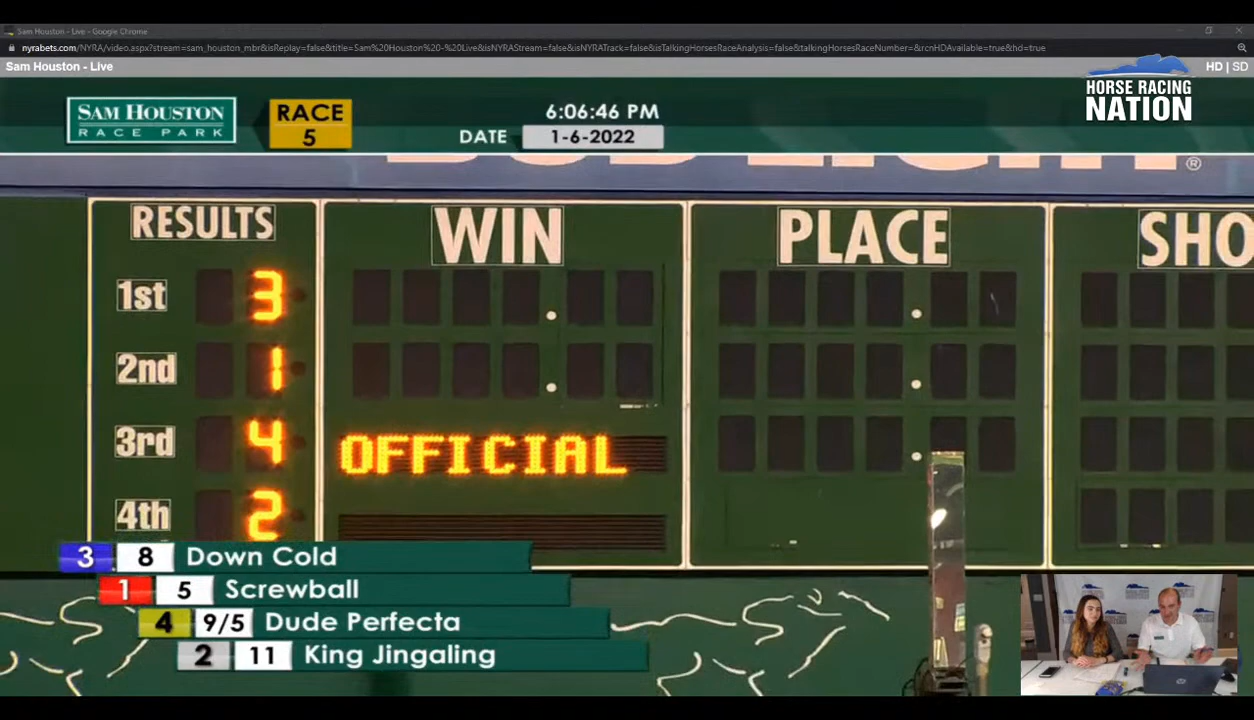 Sam Houston - Live - Google Chrome
nyrabets.com/NYRA/video.aspx?stream=sam_houston_mbr&isReplay=false&title=Sam%20Houston%20-%20Live&isNYRAStream=false&isNYRATrack=false&isTalkingHorsesRaceAnalysis=false&talkingHorsesRaceNumber=&rcnHDAvailable=true&hd=true
Sam Houston - Live
HD | SD
HORSE RACING
NATION
SAM HOUSTON
RACE PARK
RACE
5
6:06:46 PM
DATE 1-6-2022
®
RESULTS WIN PLACE SHO
1st 3
2nd 1
3rd 4
OFFICIAL
4th 2
3 8 Down Cold
1 5 Screwball
4 9/5 Dude Perfecta
2 11 King Jingaling